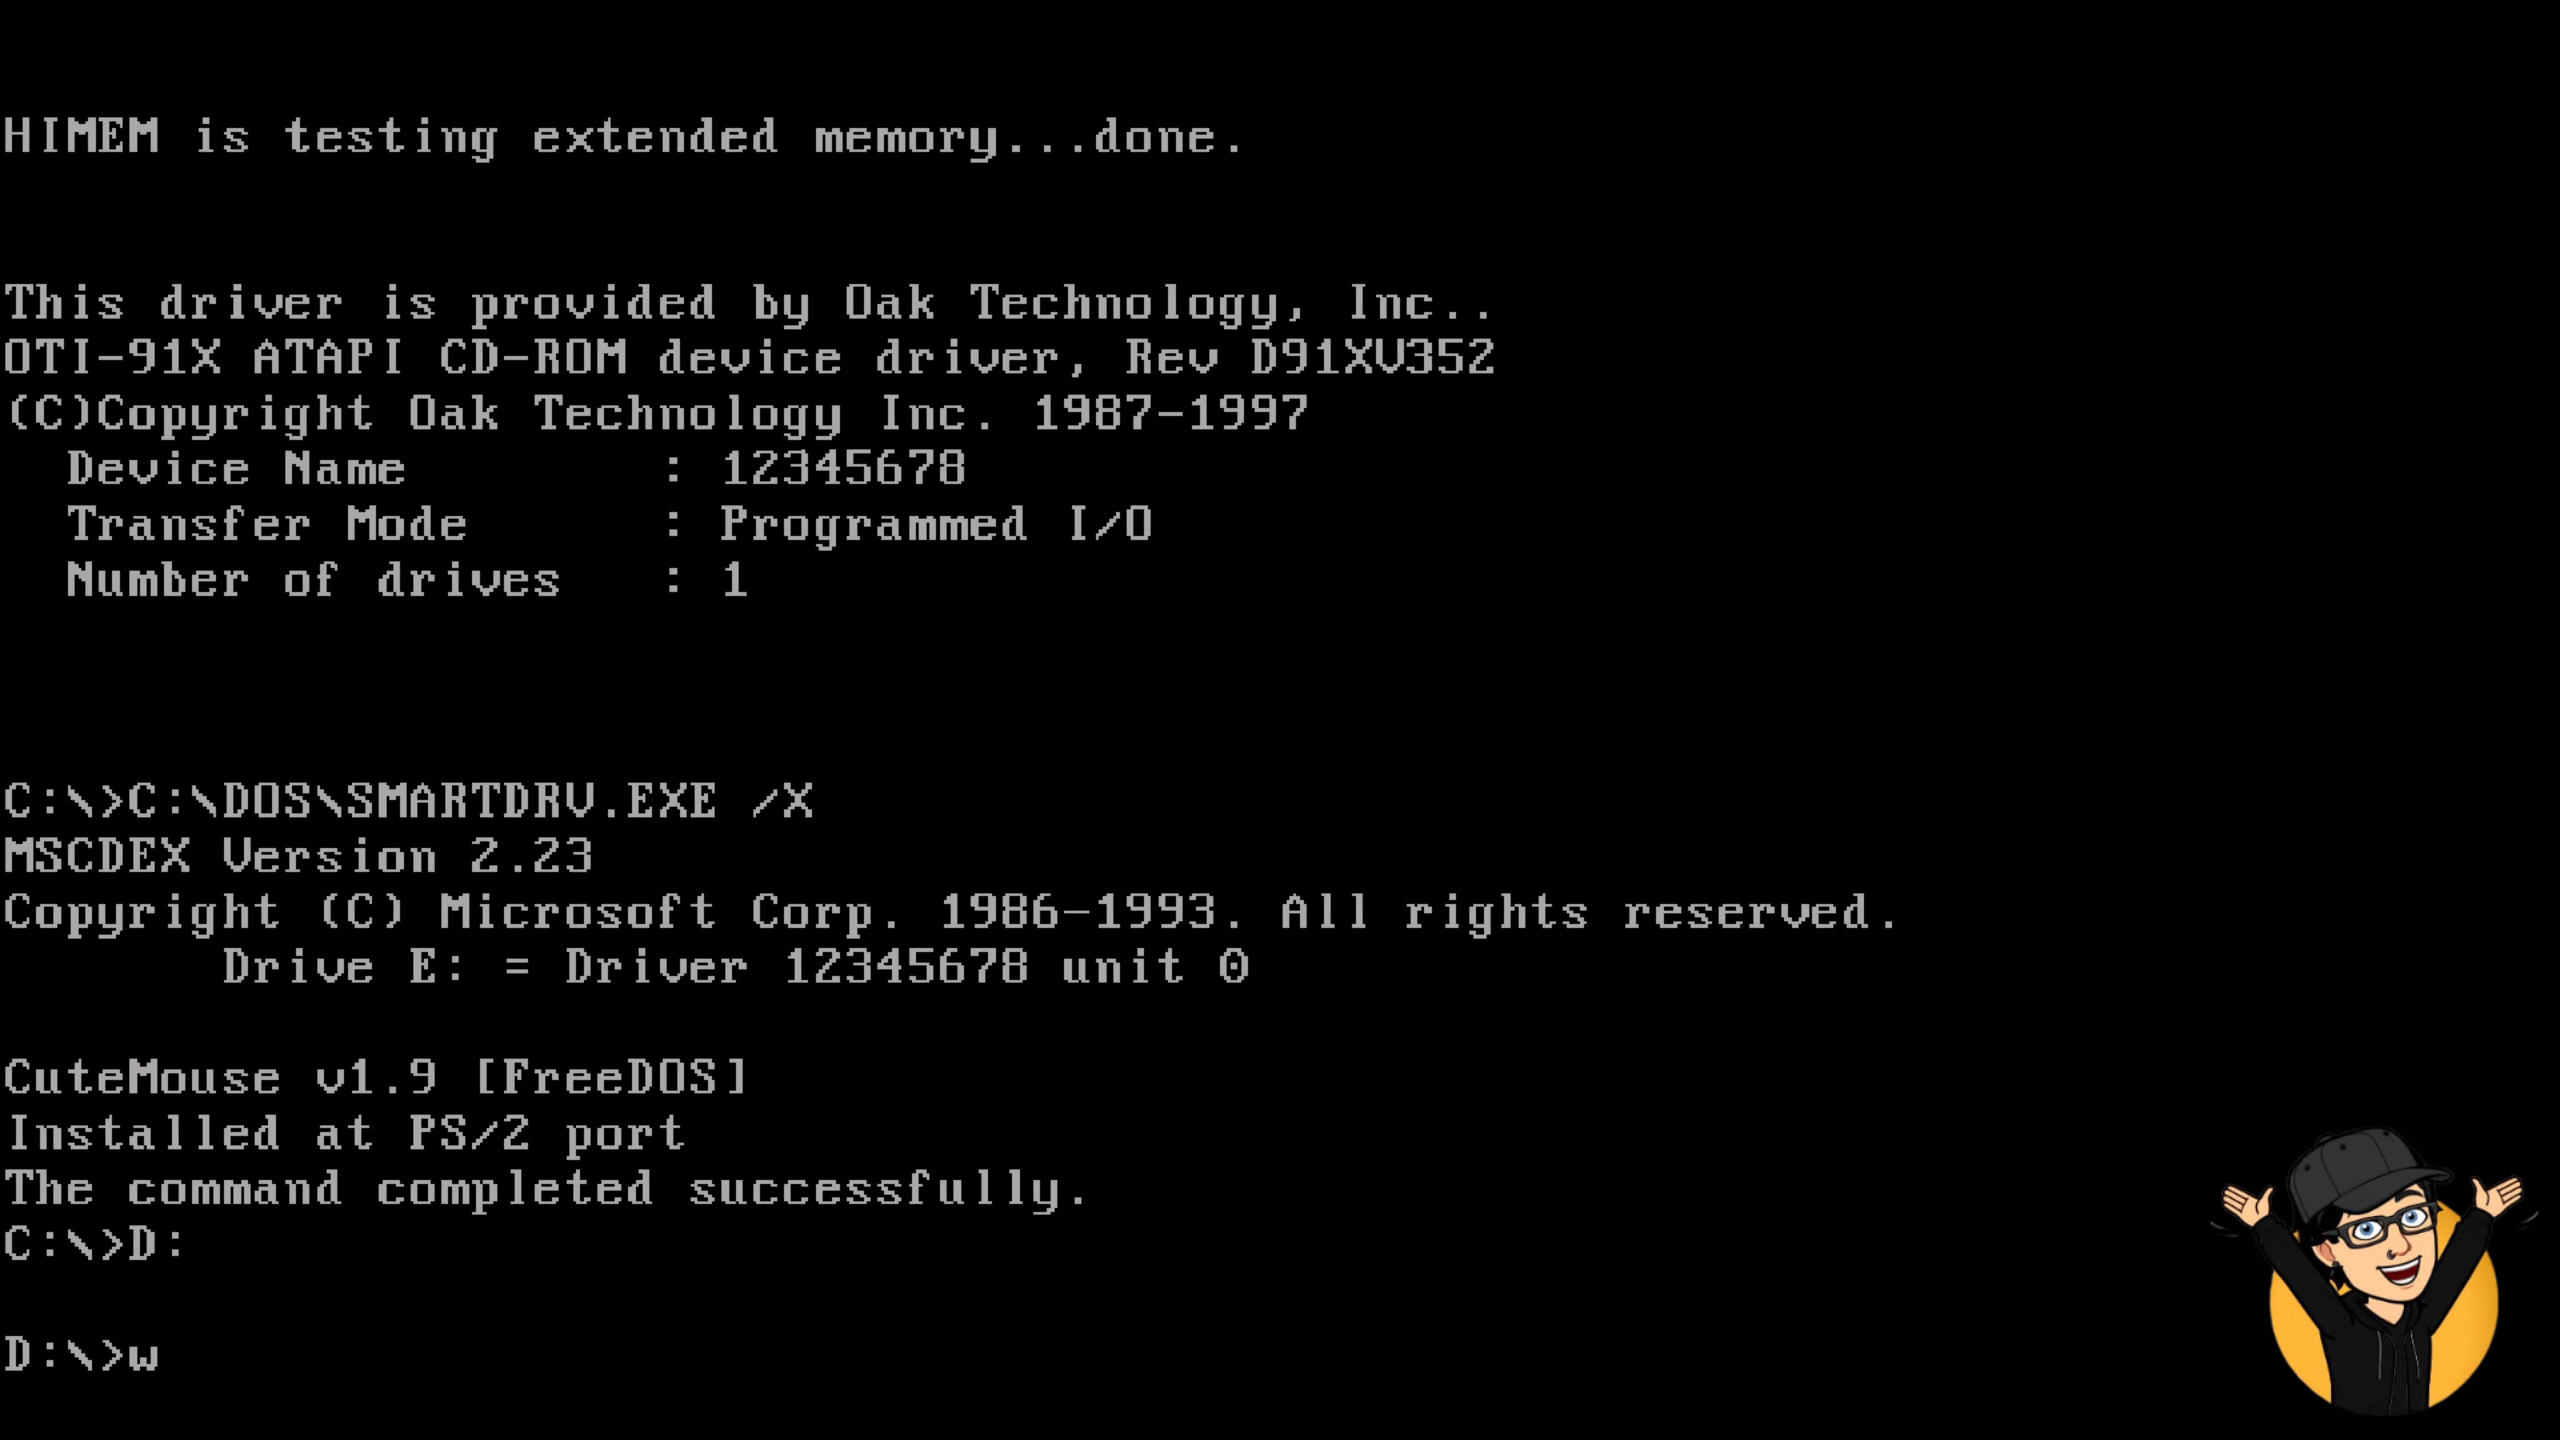 HIMEM is testing extended memory...done.
This driver is provided by Oak Technology, Inc..
OTI-91X ATAPI CD-ROM device driver, Rev D91XV352
(C)Copyright Oak Technology Inc. 1987-1997
  Device Name        : 12345678
  Transfer Mode      : Programmed I/O
  Number of drives   : 1
C:\>C:\DOS\SMARTDRV.EXE /X
MSCDEX Version 2.23
Copyright (C) Microsoft Corp. 1986-1993. All rights reserved.
       Drive E: = Driver 12345678 unit 0
CuteMouse v1.9 [FreeDOS]
Installed at PS/2 port
The command completed successfully.
C:\>D:
D:\>w